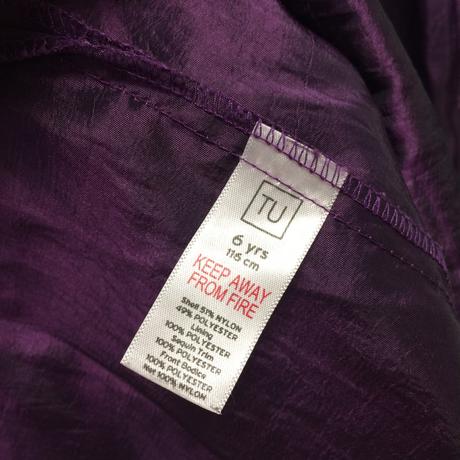 TU
6 yrs
116 cm
KEEP AWAY
FROM FIRE
Shell 51% NYLON
49% POLYESTER
Lining
100% POLYESTER
Sequin Trim
100% POLYESTER
Front Bodice
100% POLYESTER
Net 100% NYLON